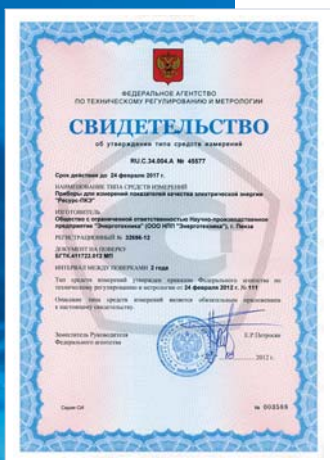 ФЕДЕРАЛЬНОЕ АГЕНТСТВО
ПО ТЕХНИЧЕСКОМУ РЕГУЛИРОВАНИЮ И МЕТРОЛОГИИ
СВИДЕТЕЛЬСТВО
об утверждении типа средств измерений
RU.C.34.004.A № 45577
Срок действия до 24 февраля 2017 г.
НАИМЕНОВАНИЕ ТИПА СРЕДСТВ ИЗМЕРЕНИЙ
Приборы для измерений показателей качества электрической энергии
"Ресурс-ПКЭ"
ИЗГОТОВИТЕЛЬ
Общество с ограниченной ответственностью Научно-производственное
предприятие "Энерготехника" (ООО НПП "Энерготехника"), г. Пенза
РЕГИСТРАЦИОННЫЙ № 32696-12
ДОКУМЕНТ НА ПОВЕРКУ
БГТК.411722.012 МП
ИНТЕРВАЛ МЕЖДУ ПОВЕРКАМИ 2 года
Тип средств измерений утвержден приказом Федерального агентства по
техническому регулированию и метрологии от 24 февраля 2012 г. № 111
Описание типа средств измерений является обязательным приложением
к настоящему свидетельству.
Заместитель Руководителя
Федерального агентства
Е.Р.Петросян
2012 г.
Серия СИ
№ 003589